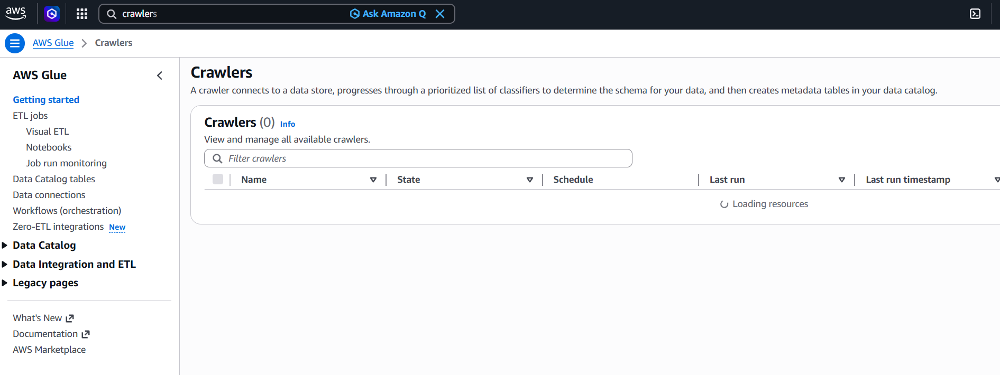 aws
crawlers
Ask Amazon Q
AWS Glue > Crawlers
AWS Glue
Getting started
ETL jobs
Visual ETL
Notebooks
Job run monitoring
Data Catalog tables
Data connections
Workflows (orchestration)
Zero-ETL integrations New
Data Catalog
Data Integration and ETL
Legacy pages
What's New
Documentation
AWS Marketplace
Crawlers
A crawler connects to a data store, progresses through a prioritized list of classifiers to determine the schema for your data, and then creates metadata tables in your data catalog.
Crawlers (0) Info
View and manage all available crawlers.
Filter crawlers
Name State Schedule Last run Last run timestamp
Loading resources